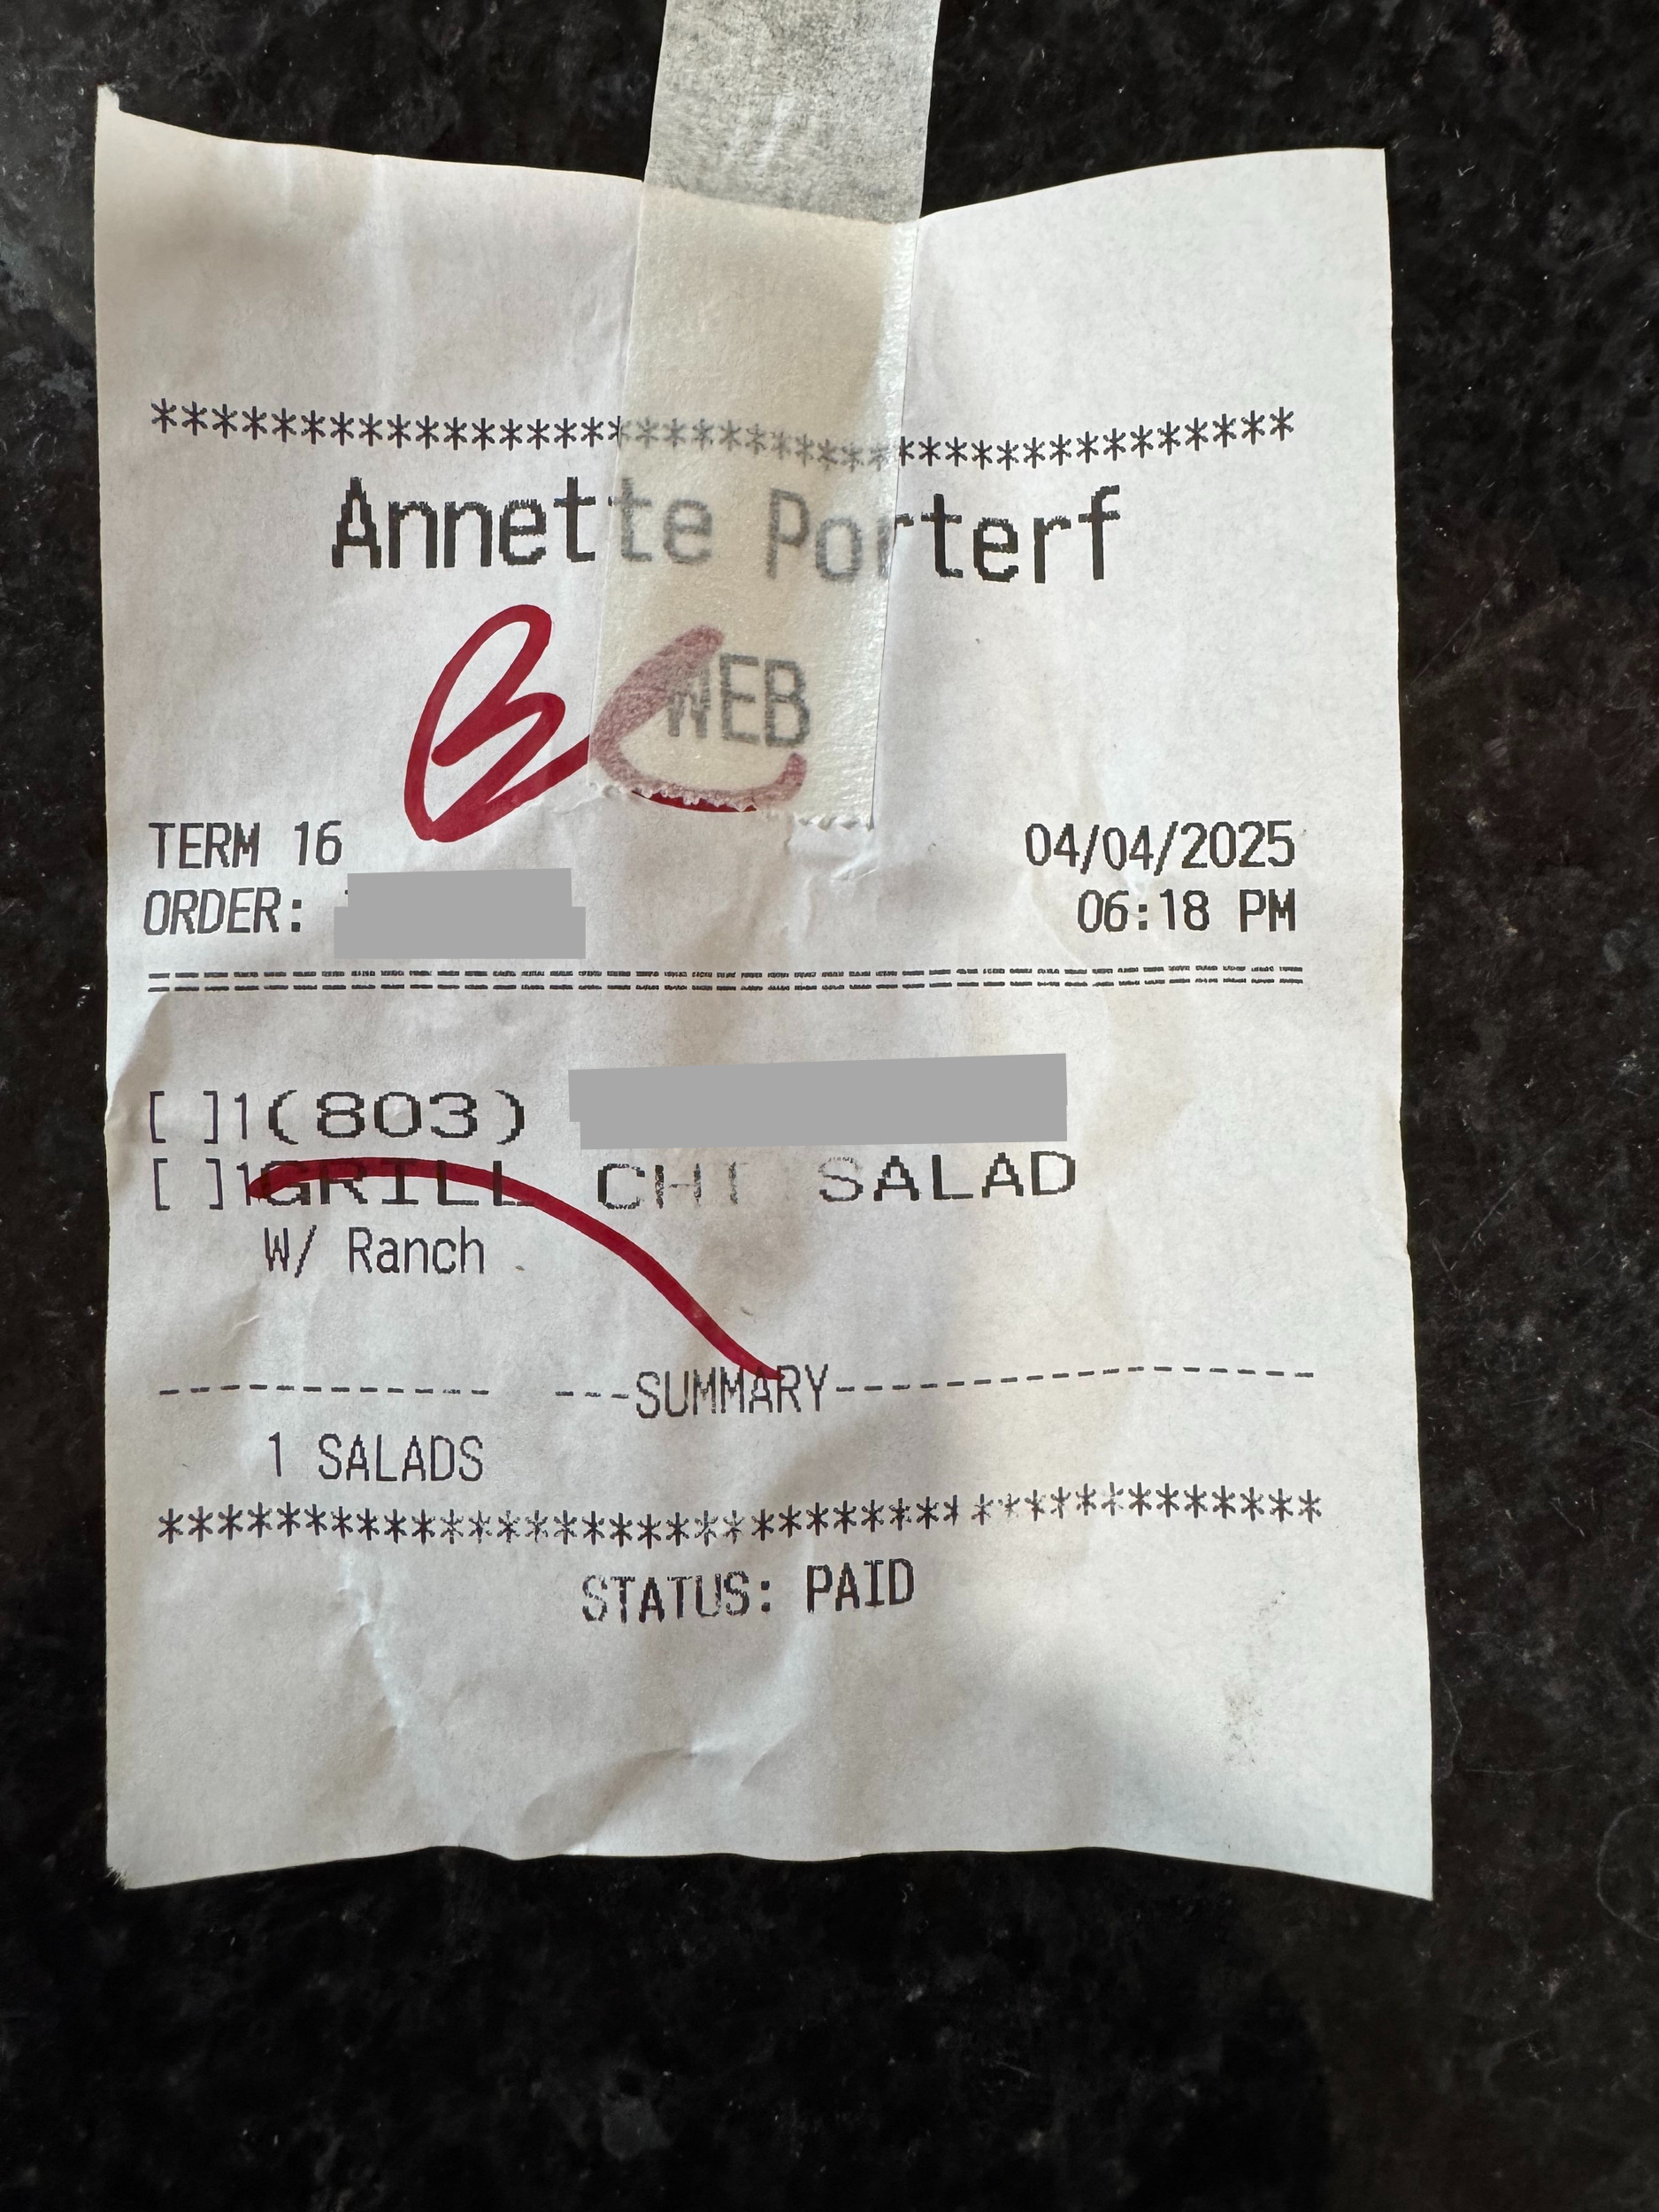 ****************************************
Annette Porterf
WEB
TERM 16 04/04/2025
ORDER: 06:18 PM
================================
[ ]1(803)
[ ]1GRILL CHI SALAD
W/ Ranch
----------- ---SUMMARY----------------
1 SALADS
****************************************
STATUS: PAID